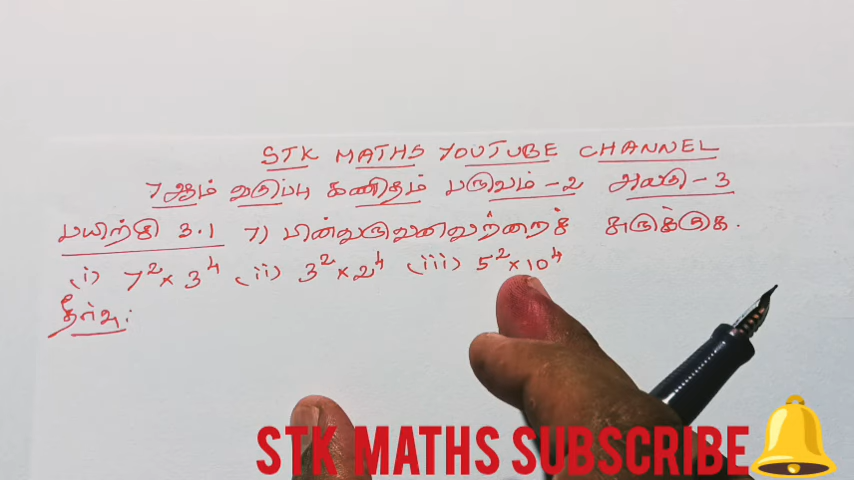 STK MATHS YOUTUBE CHANNEL
7ஆம் வகுப்பு கணிதம் பருவம் - 2 அலகு - 3
பயிற்சி 3.1 7) பின்வருவனவற்றைச் சுருக்குக.
(i) 7² × 3⁴ (ii) 3² × 2⁴ (iii) 5² × 10⁴
தீர்வு:
STK MATHS SUBSCRIBE